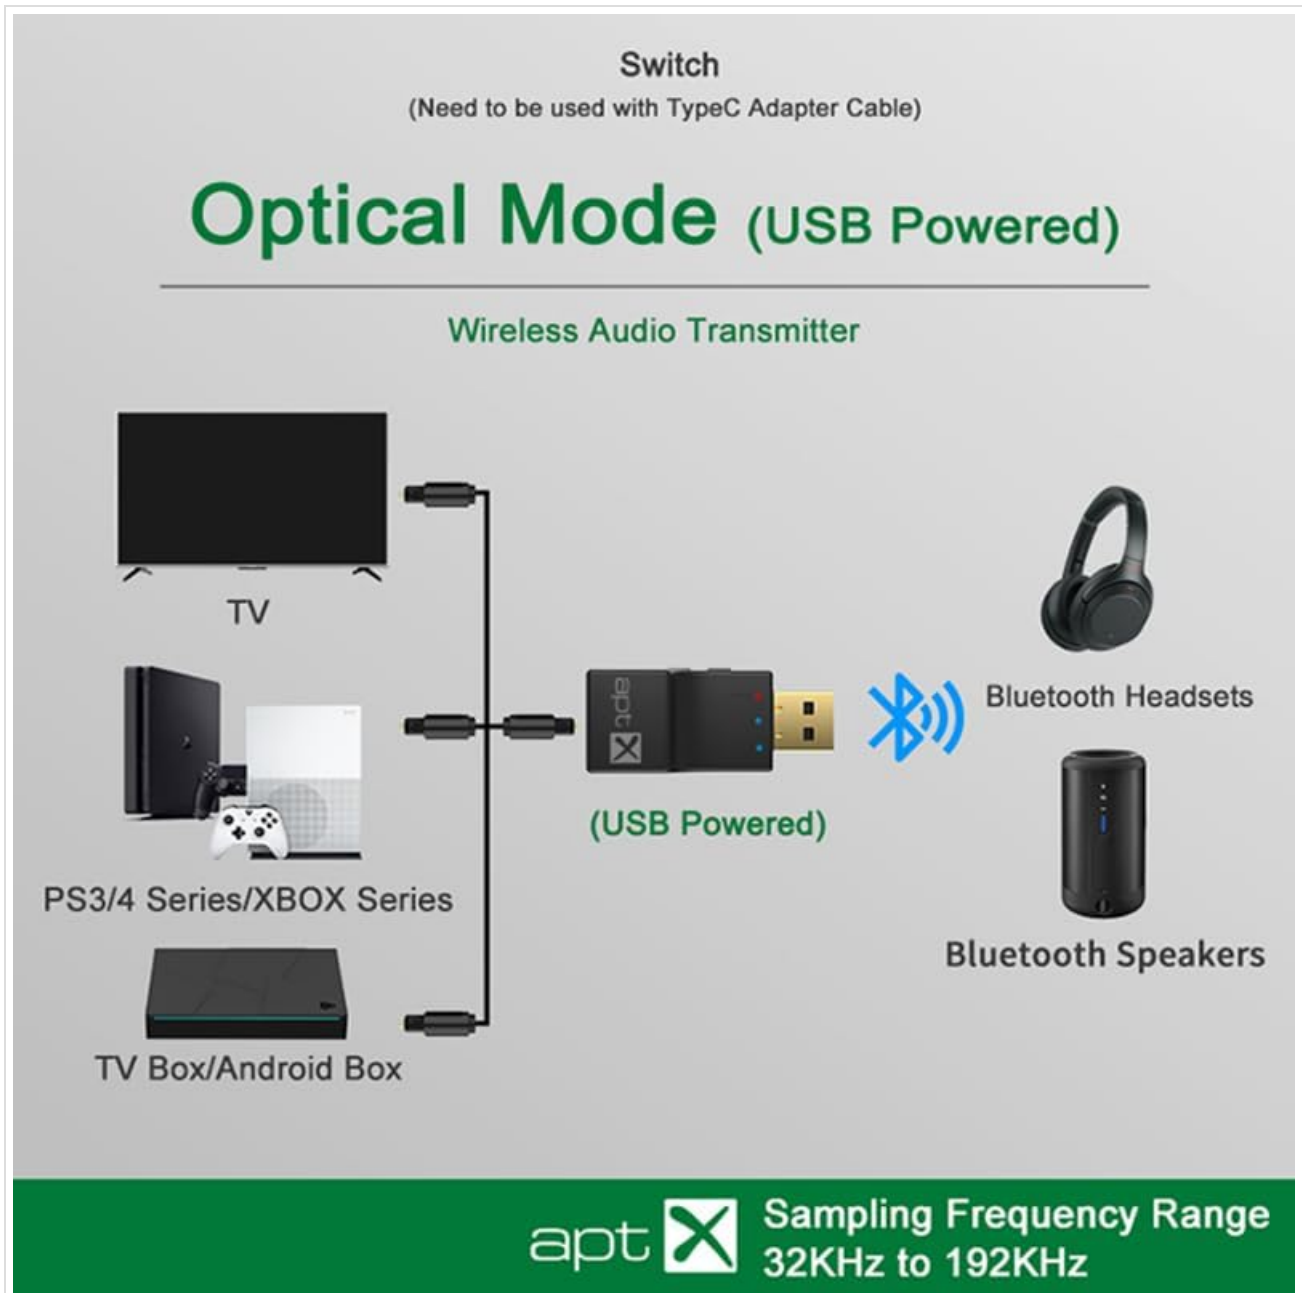 Switch
(Need to be used with TypeC Adapter Cable)
Optical Mode (USB Powered)
Wireless Audio Transmitter
TV
aptX
Bluetooth Headsets
(USB Powered)
PS3/4 Series/XBOX Series
Bluetooth Speakers
TV Box/Android Box
aptX
Sampling Frequency Range
32KHz to 192KHz